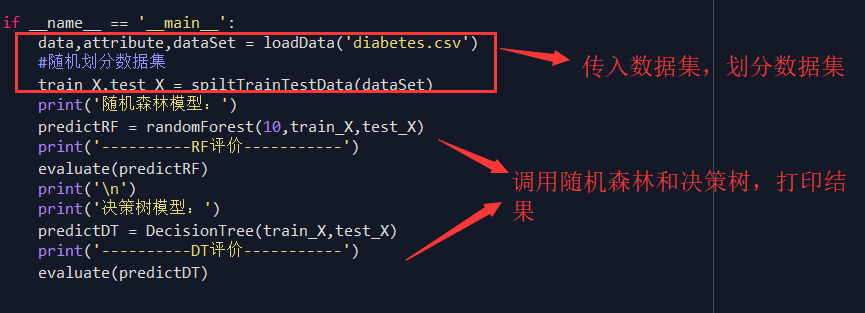 if __name__ == '__main__':
data,attribute,dataSet = loadData('diabetes.csv')
#随机划分数据集
传入数据集，划分数据集
train_X,test_X = spiltTrainTestData(dataSet)
print('随机森林模型：')
predictRF = randomForest(10,train_X,test_X)
print('----------RF评价-----------')
evaluate(predictRF)
print('\n')
调用随机森林和决策树，打印结
果
print('决策树模型：')
predictDT = DecisionTree(train_X,test_X)
print('----------DT评价-----------')
evaluate(predictDT)